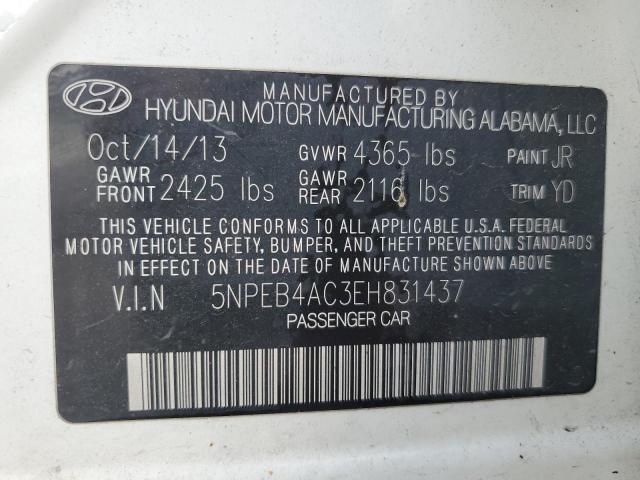 MANUFACTURED BY
HYUNDAI MOTOR MANUFACTURING ALABAMA, LLC
Oct/14/13 GVWR 4365 lbs PAINT JR
GAWR FRONT 2425 lbs GAWR REAR 2116 lbs TRIM YD
THIS VEHICLE CONFORMS TO ALL APPLICABLE U.S.A. FEDERAL
MOTOR VEHICLE SAFETY, BUMPER, AND THEFT PREVENTION STANDARDS
IN EFFECT ON THE DATE OF MANUFACTURE SHOWN ABOVE
V.I.N 5NPEB4AC3EH831437
PASSENGER CAR